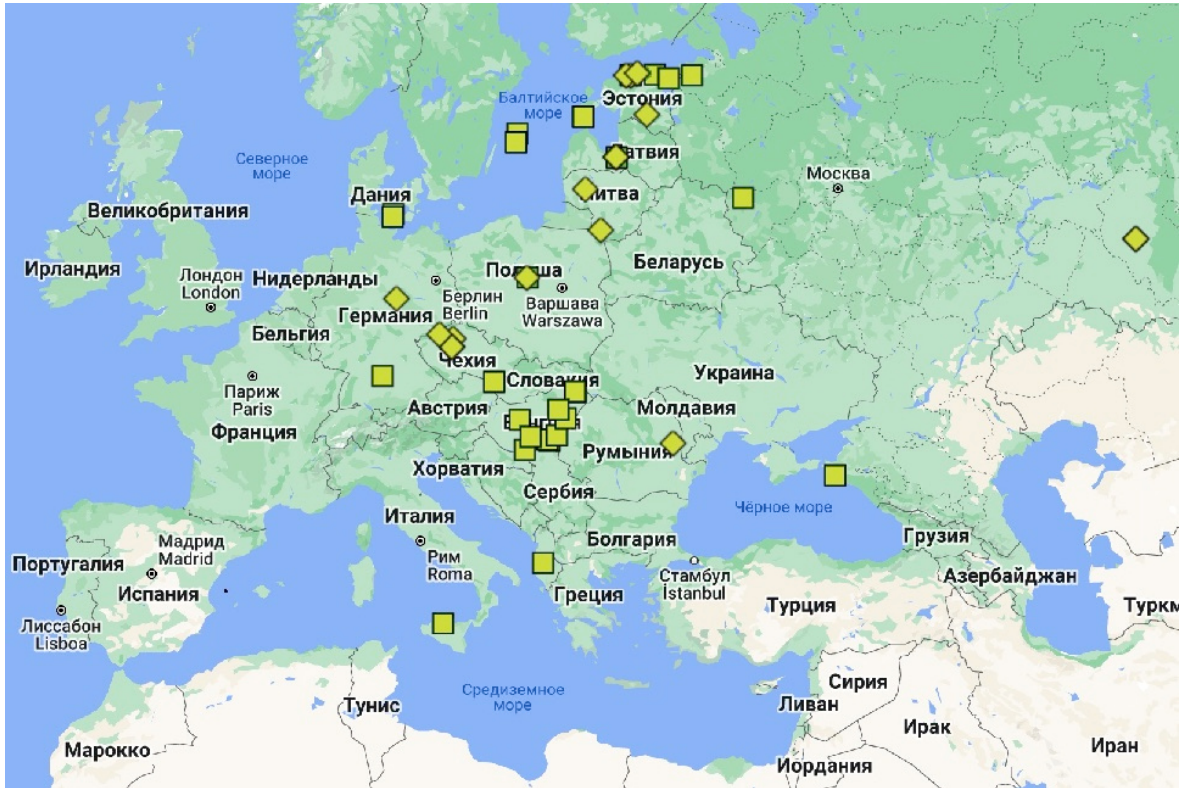 Балтийское
море
Эстония
Северное
море
Латвия
Дания
Москва
Литва
Великобритания
Ирландия
Лондон
London
Нидерланды
Берлин
Berlin
Польша
Варшава
Warszawa
Беларусь
Германия
Бельгия
Чехия
Словакия
Украина
Париж
Paris
Франция
Австрия
Молдавия
Румыния
Хорватия
Сербия
Италия
Рим
Roma
Чёрное море
Болгария
Грузия
Мадрид
Madrid
Португалия
Испания
Лиссабон
Lisboa
Греция
Стамбул
İstanbul
Турция
Азербайджан
Туркм
Средиземное
море
Тунис
Марокко
Сирия
Ливан
Ирак
Иордания
Иран